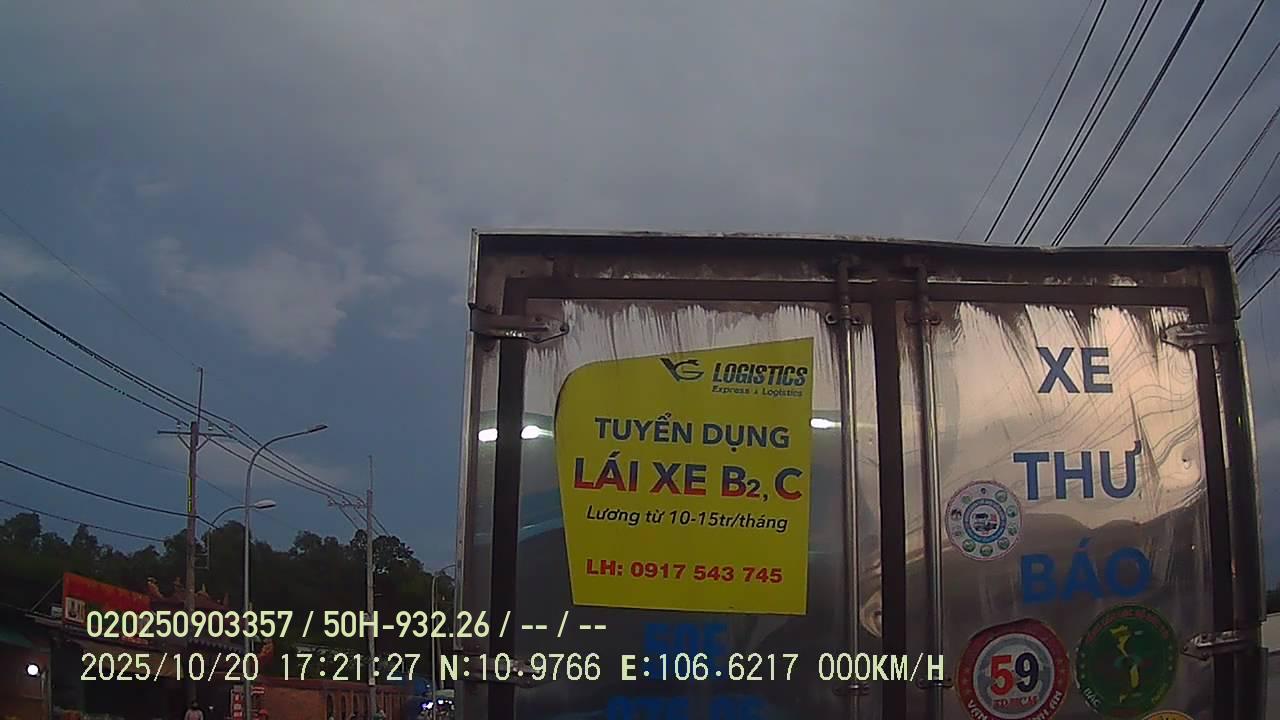 VG LOGISTICS
Express & Logistics
TUYỂN DỤNG
LÁI XE B2, C
Lương từ 10-15tr/tháng
LH: 0917 543 745
XE
THƯ
BÁO
59
020250903357 / 50H-932.26 / -- / --
2025/10/20 17:21:27 N:10.9766 E:106.6217 000KM/H